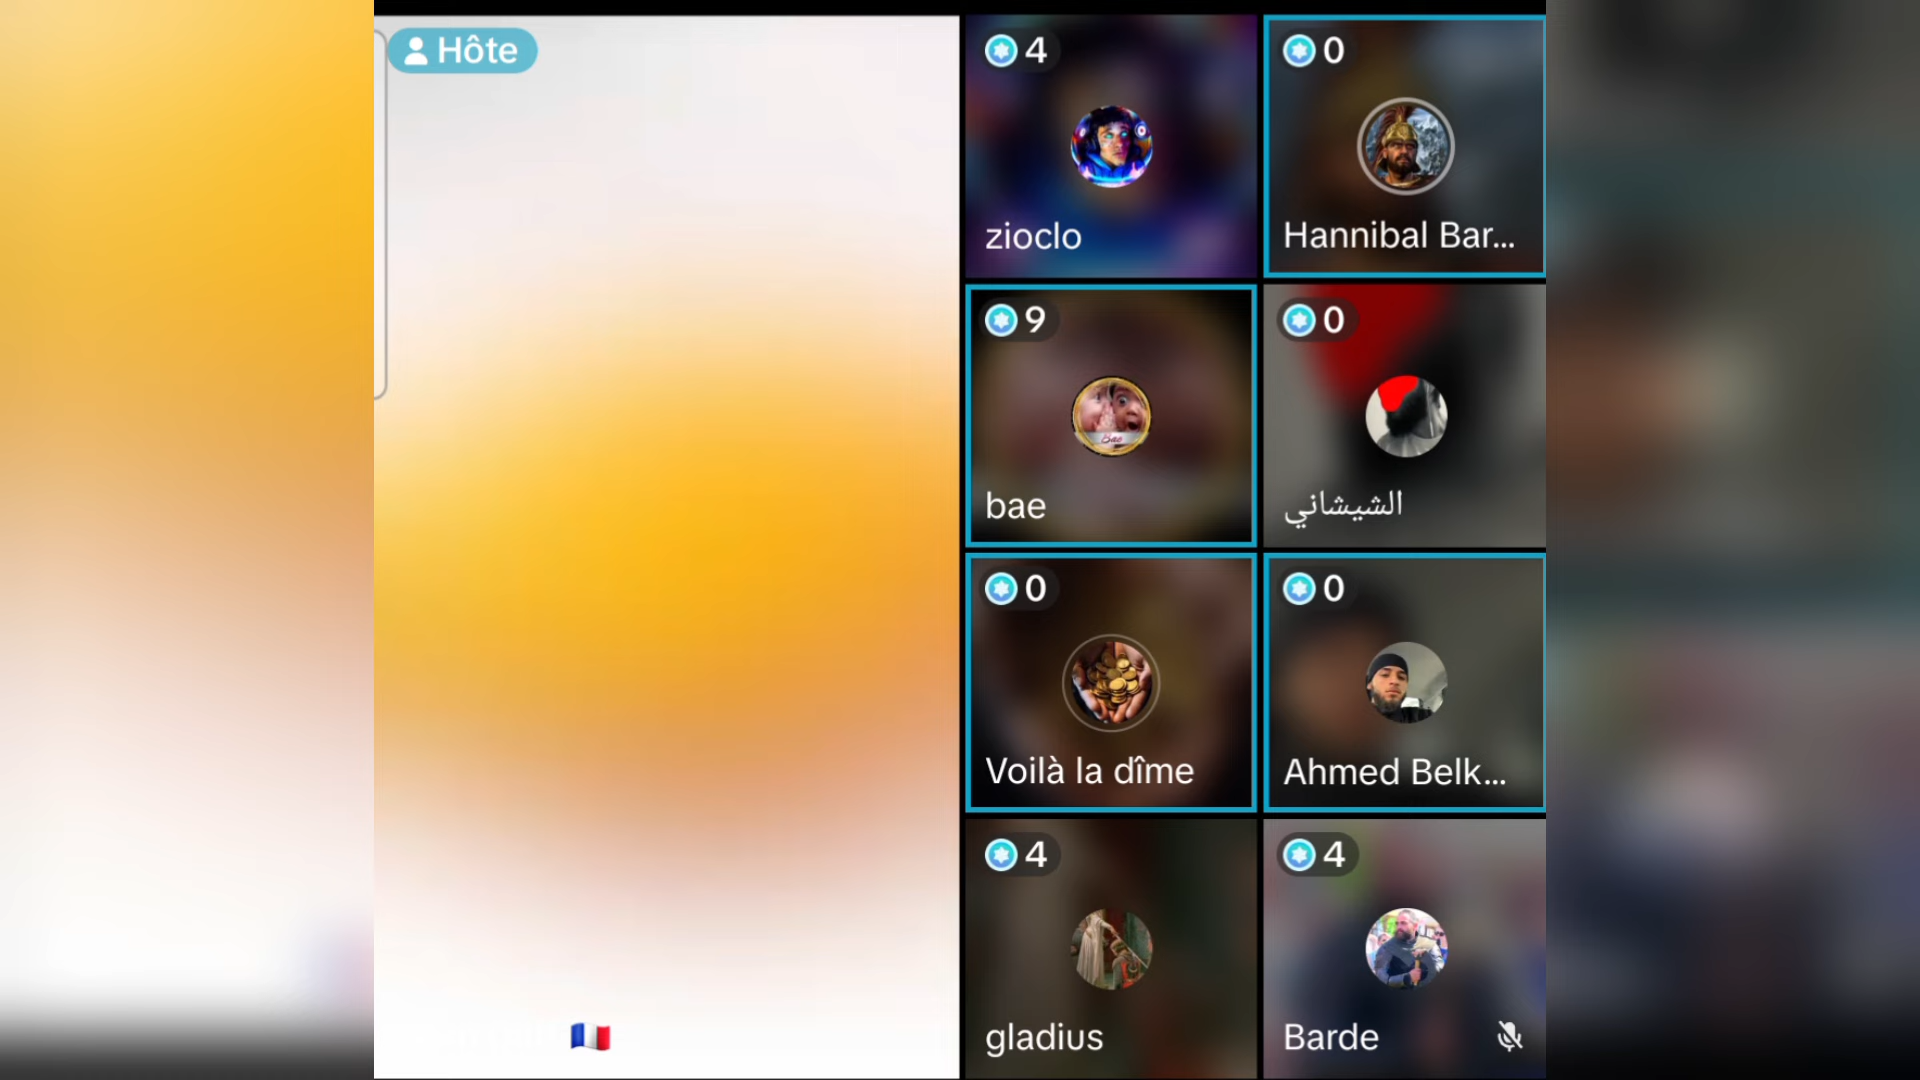 Hôte
4
zioclo
0
Hannibal Bar...
9
Bae
bae
0
الشيشاني
0
Voilà la dîme
0
Ahmed Belk...
4
gladius
4
Barde